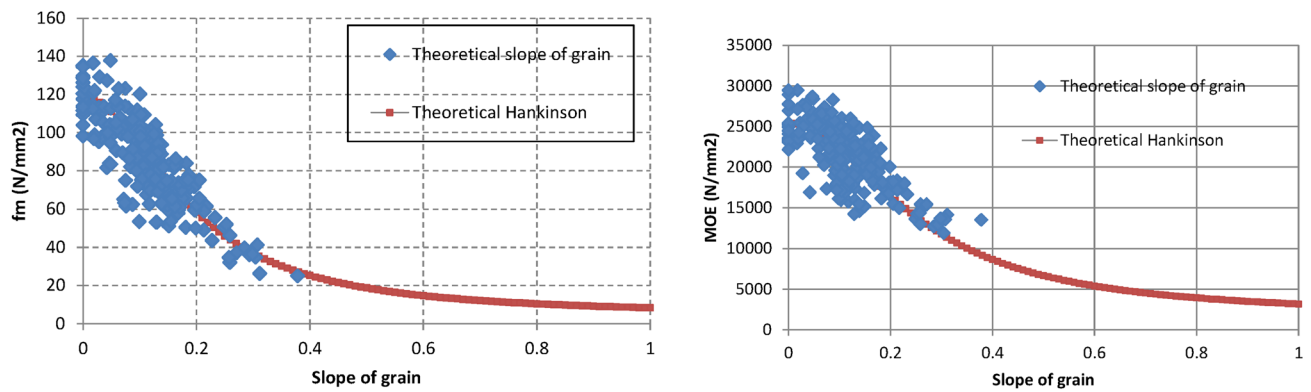 160
140
120
100
80
60
40
20
0
fm (N/mm2)
Theoretical slope of grain
Theoretical Hankinson
0 0.2 0.4 0.6 0.8 1
Slope of grain
35000
30000
25000
20000
15000
10000
5000
0
MOE (N/mm2)
Theoretical slope of grain
Theoretical Hankinson
0 0.2 0.4 0.6 0.8 1
Slope of grain